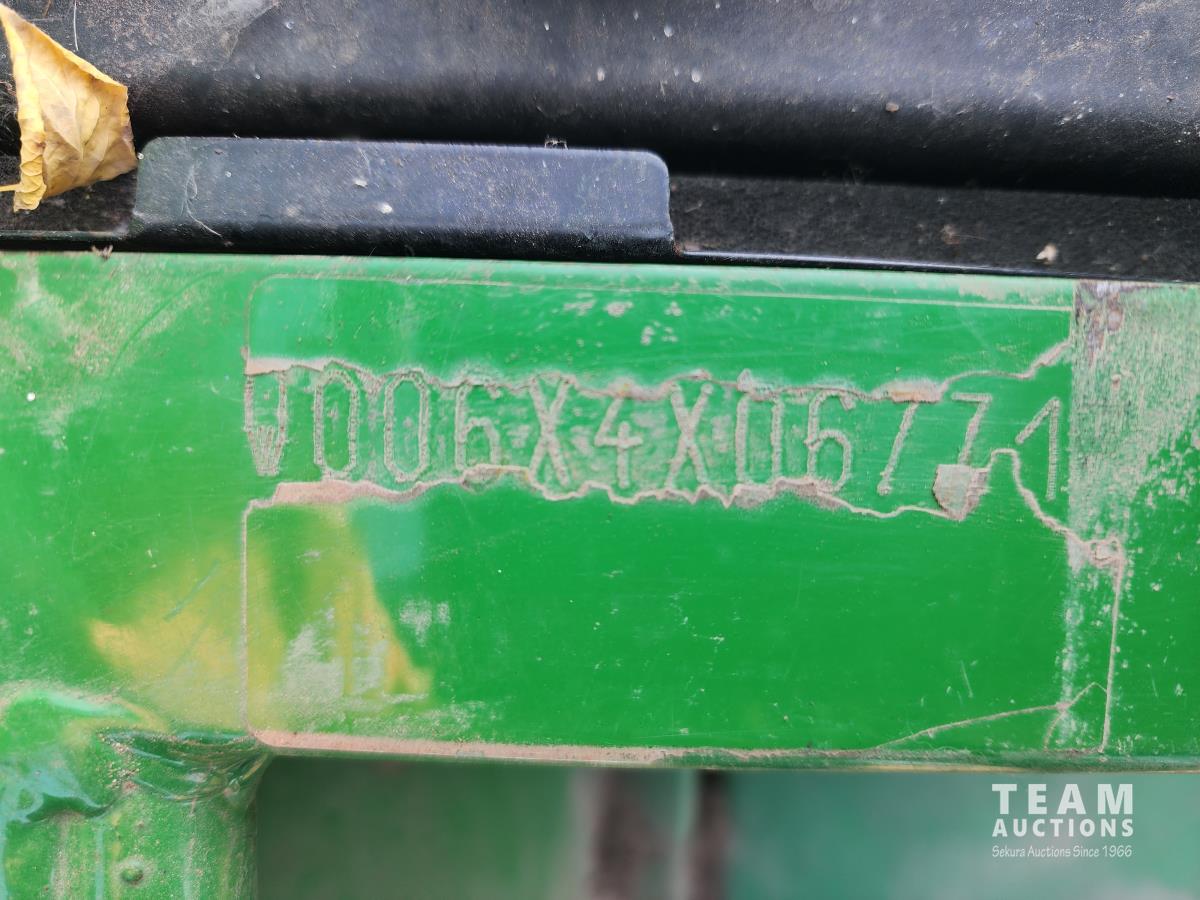 W006X4X06771
TEAM
AUCTIONS
Sekura Auctions Since 1966